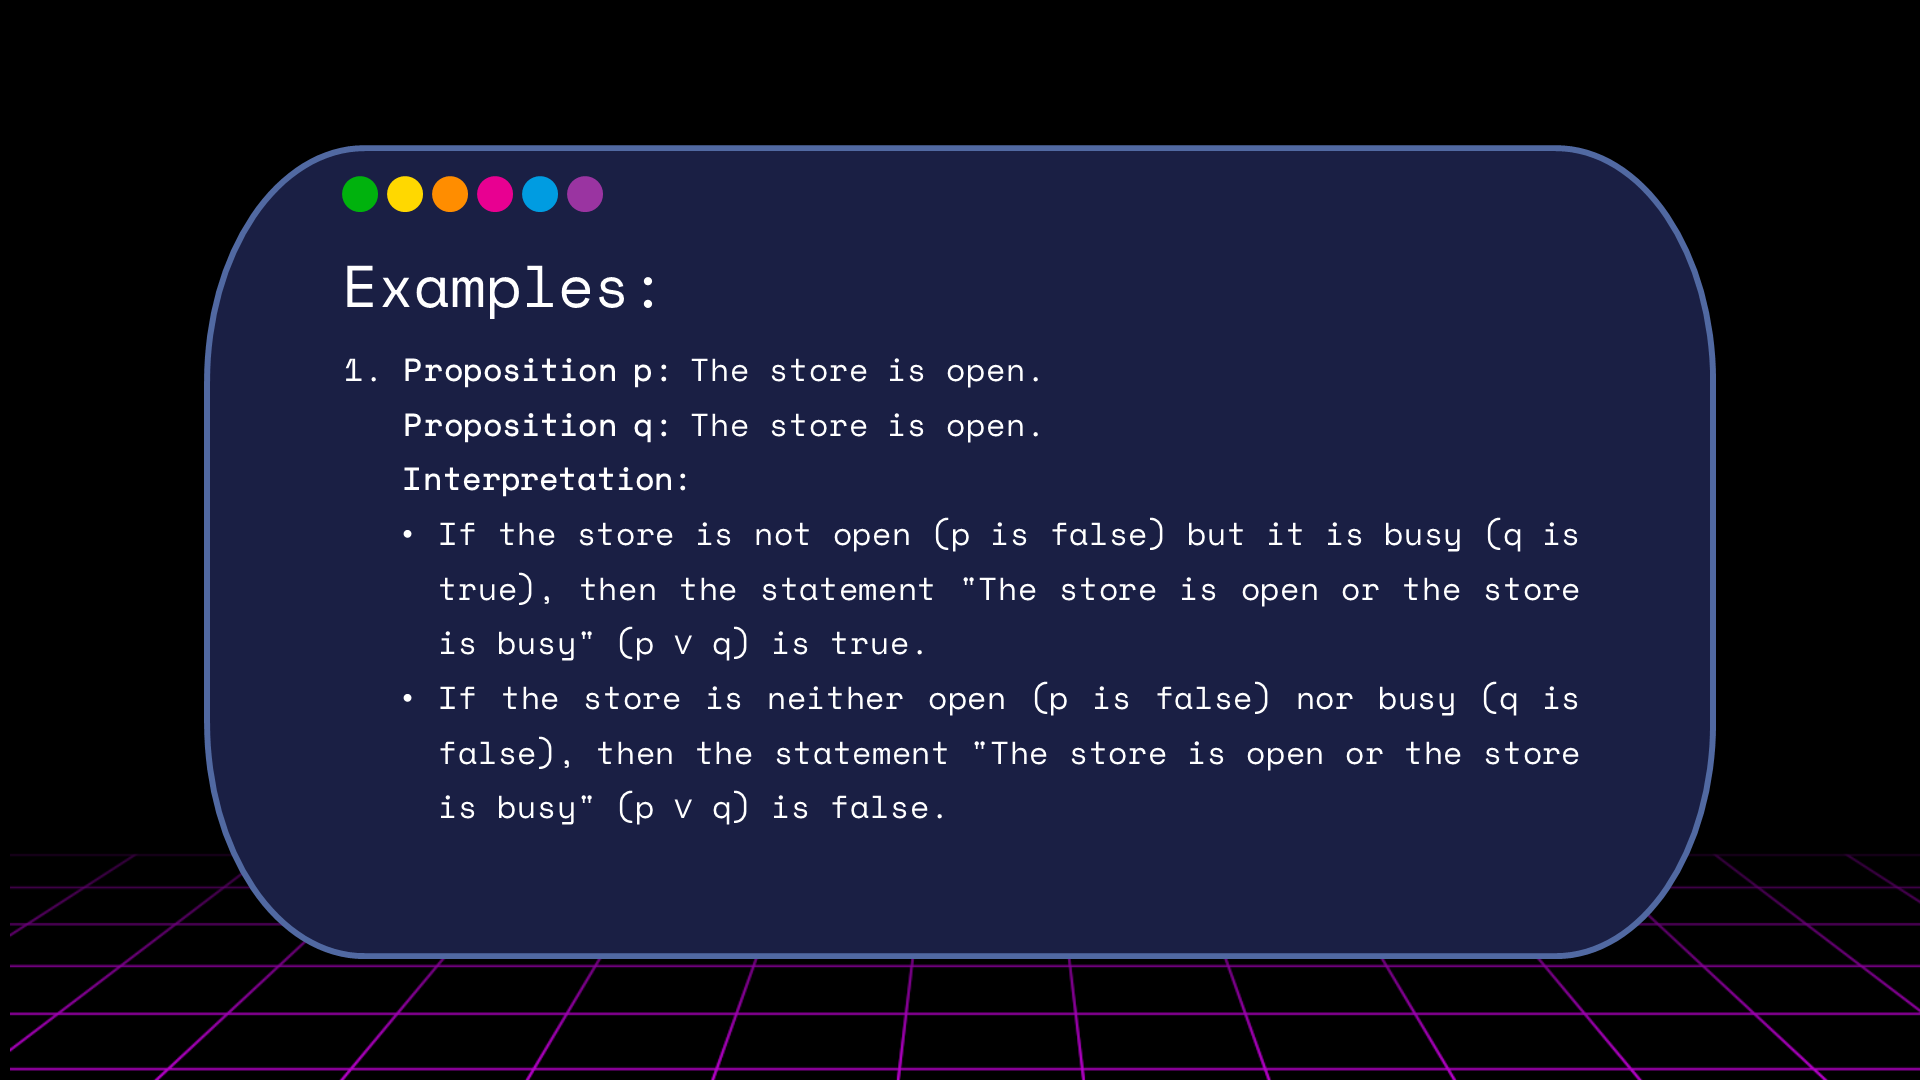 Examples:
1. Proposition p: The store is open.
Proposition q: The store is open.
Interpretation:
• If the store is not open (p is false) but it is busy (q is
true), then the statement "The store is open or the store
is busy" (p ∨ q) is true.
• If the store is neither open (p is false) nor busy (q is
false), then the statement "The store is open or the store
is busy" (p ∨ q) is false.